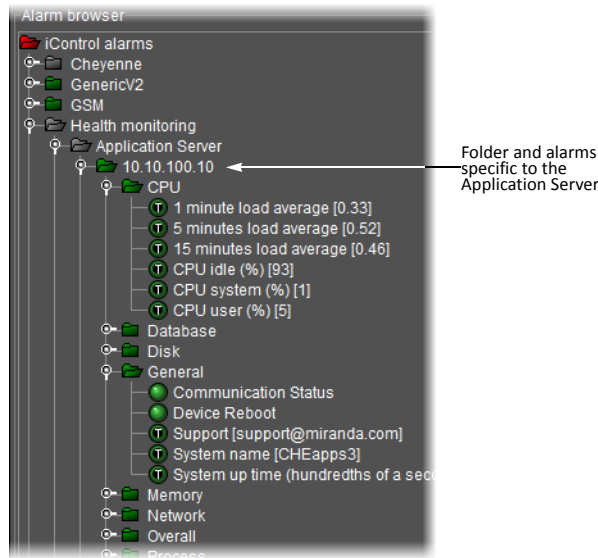 Alarm browser
iControl alarms
Cheyenne
GenericV2
GSM
Health monitoring
Application Server
10.10.100.10
Folder and alarms
specific to the
Application Server
CPU
T 1 minute load average [0.33]
T 5 minutes load average [0.52]
T 15 minutes load average [0.46]
T CPU idle (%) [93]
T CPU system (%) [1]
T CPU user (%) [5]
Database
Disk
General
Communication Status
Device Reboot
T Support [support@miranda.com]
T System name [CHEapps3]
T System up time (hundredths of a sec
Memory
Network
Overall
Process